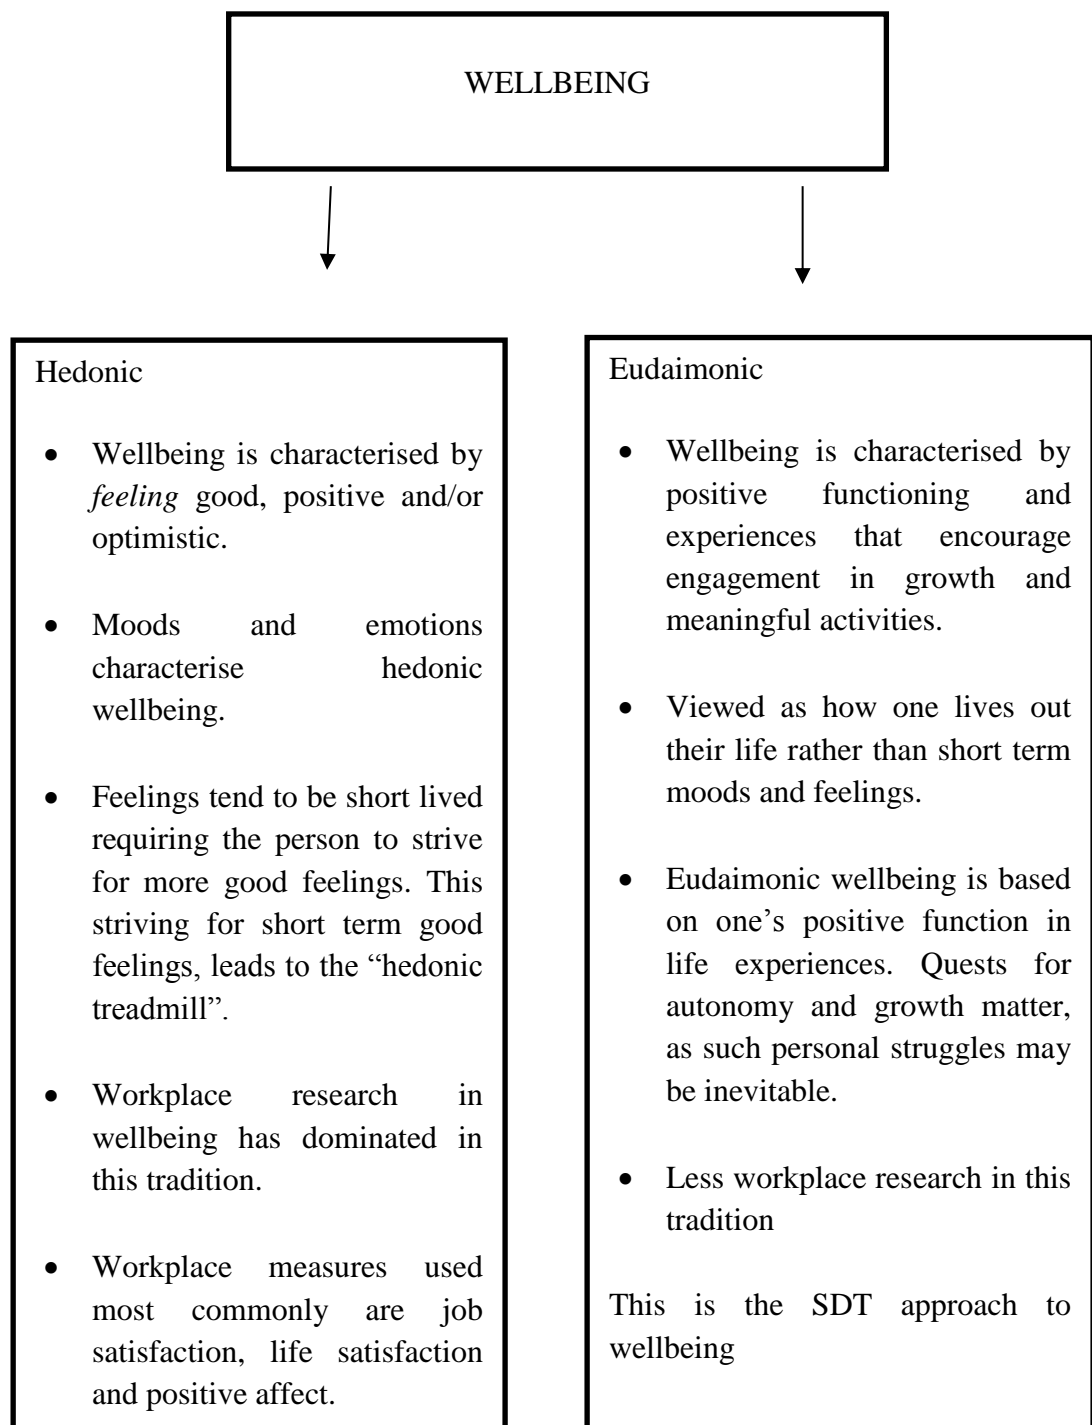 WELLBEING
Hedonic
• Wellbeing is characterised by
feeling good, positive and/or
optimistic.
• Moods and emotions
characterise hedonic
wellbeing.
• Feelings tend to be short lived
requiring the person to strive
for more good feelings. This
striving for short term good
feelings, leads to the “hedonic
treadmill”.
• Workplace research in
wellbeing has dominated in
this tradition.
• Workplace measures used
most commonly are job
satisfaction, life satisfaction
and positive affect.
Eudaimonic
• Wellbeing is characterised by
positive functioning and
experiences that encourage
engagement in growth and
meaningful activities.
• Viewed as how one lives out
their life rather than short term
moods and feelings.
• Eudaimonic wellbeing is based
on one’s positive function in
life experiences. Quests for
autonomy and growth matter,
as such personal struggles may
be inevitable.
• Less workplace research in this
tradition
This is the SDT approach to
wellbeing